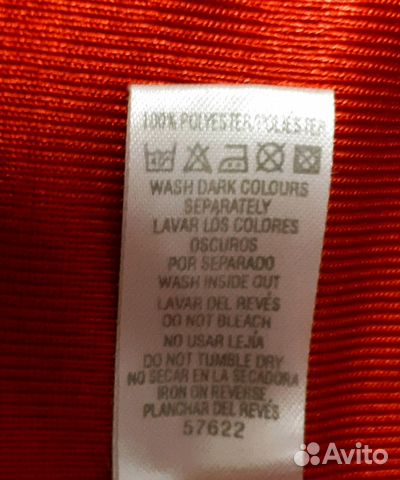 100% POLYESTER/POLIÉSTER
WASH DARK COLOURS
SEPARATELY
LAVAR LOS COLORES
OSCUROS
POR SEPARADO
WASH INSIDE OUT
LAVAR DEL REVÉS
DO NOT BLEACH
NO USAR LEJÍA
DO NOT TUMBLE DRY
NO SECAR EN LA SECADORA
IRON ON REVERSE
PLANCHAR DEL REVÉS
57622
Avito